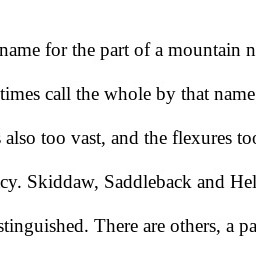 name for the part of a mountain n
times call the whole by that name
also too vast, and the flexures too
cy. Skiddaw, Saddleback and Hel
stinguished. There are others, a pa